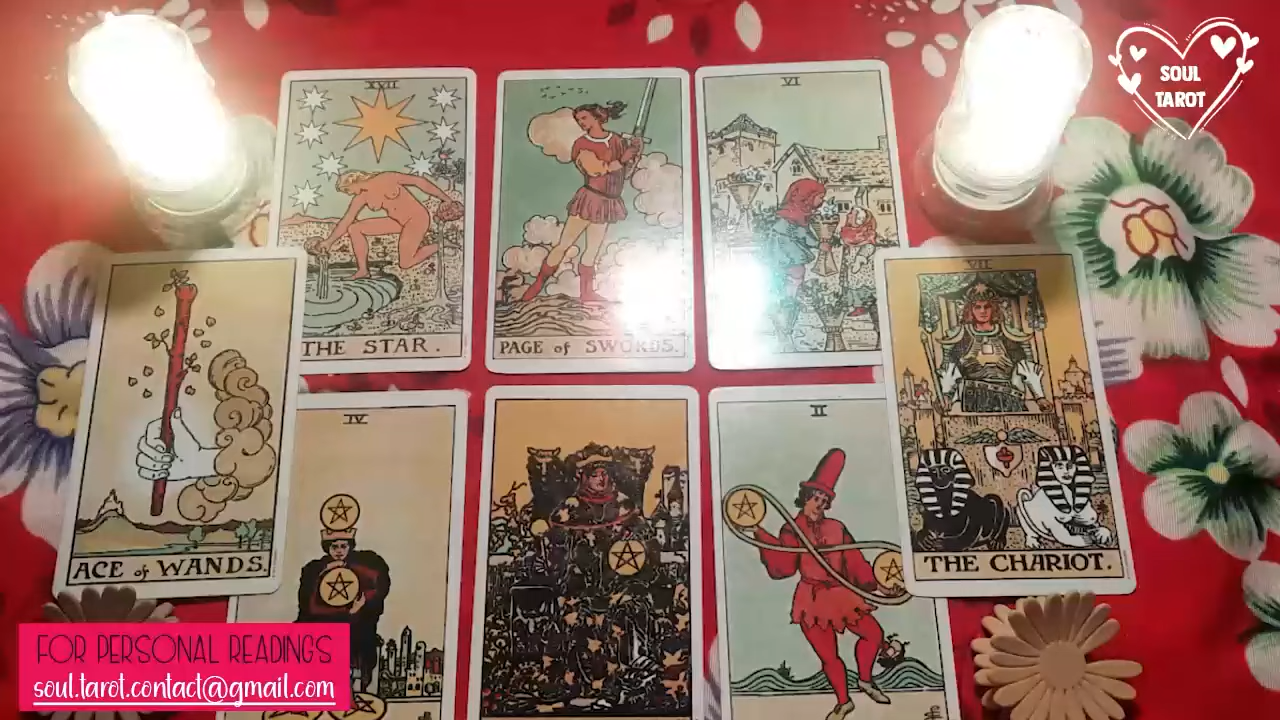 SOUL
TAROT
XVII
VI
THE STAR.
PAGE of SWORDS.
VII
ACE of WANDS.
IV
II
THE CHARIOT.
FOR PERSONAL READINGS
soul.tarot.contact@gmail.com